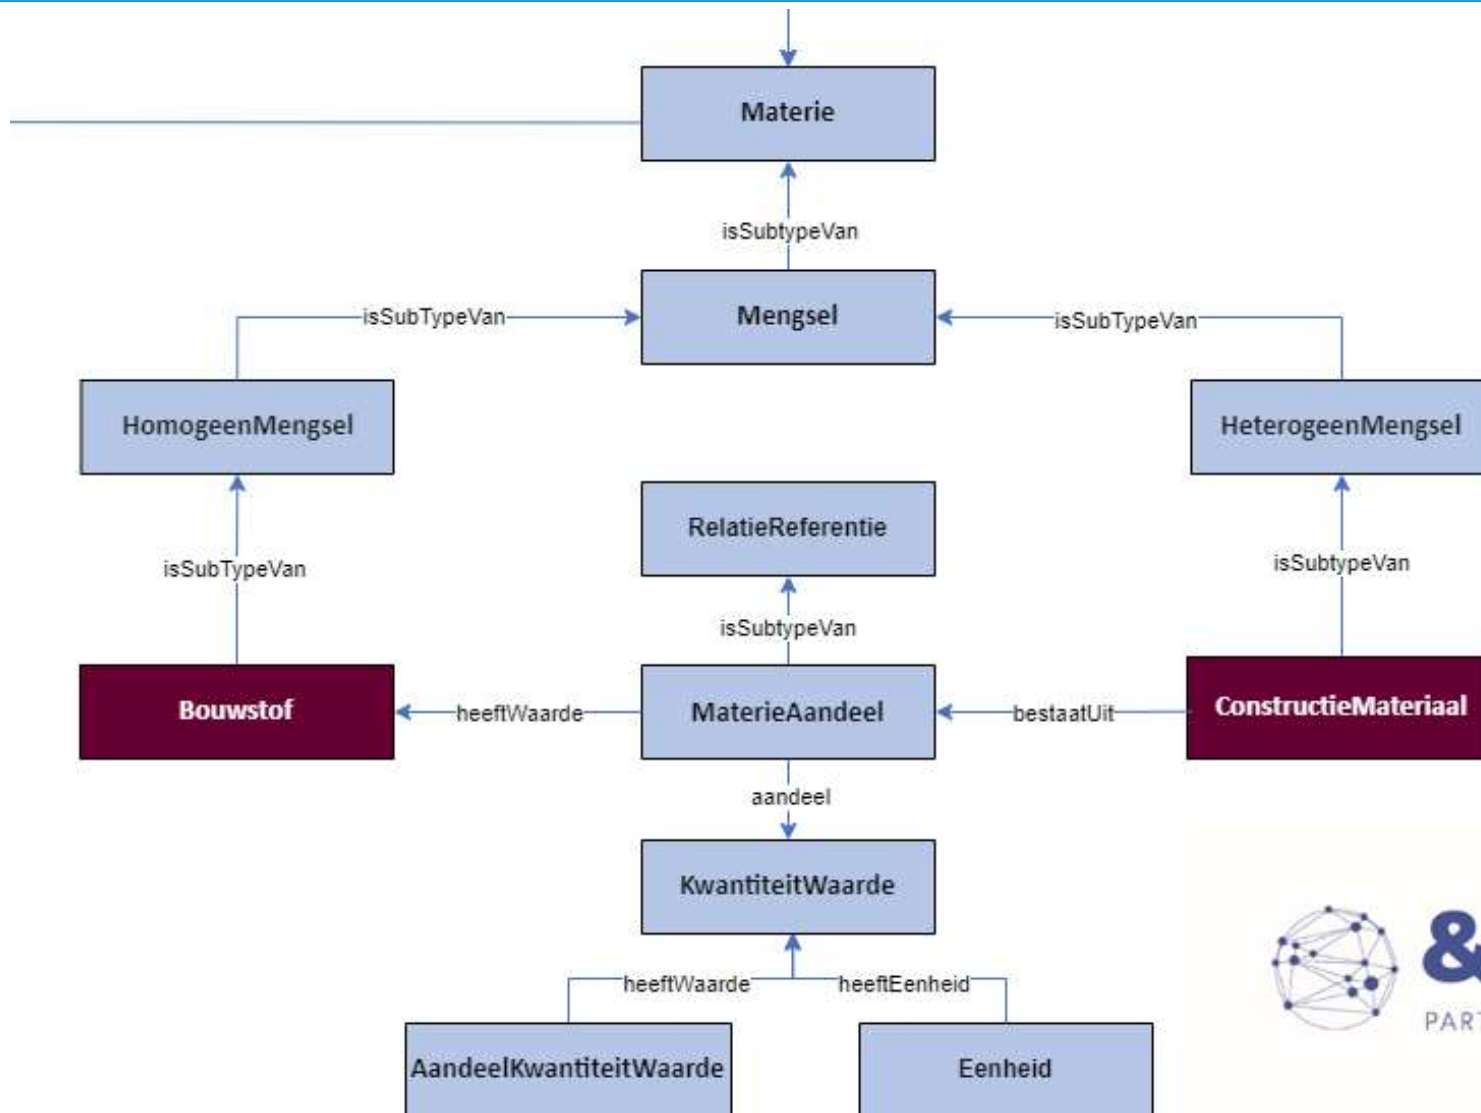 Materie
isSubtypeVan
Mengsel
isSubTypeVan
isSubTypeVan
HomogeenMengsel
HeterogeenMengsel
RelatieReferentie
isSubTypeVan
isSubtypeVan
isSubtypeVan
Bouwstof
heeftWaarde
MaterieAandeel
bestaatUit
ConstructieMateriaal
aandeel
KwantiteitWaarde
heeftWaarde
heeftEenheid
AandeelKwantiteitWaarde
Eenheid
&
PART